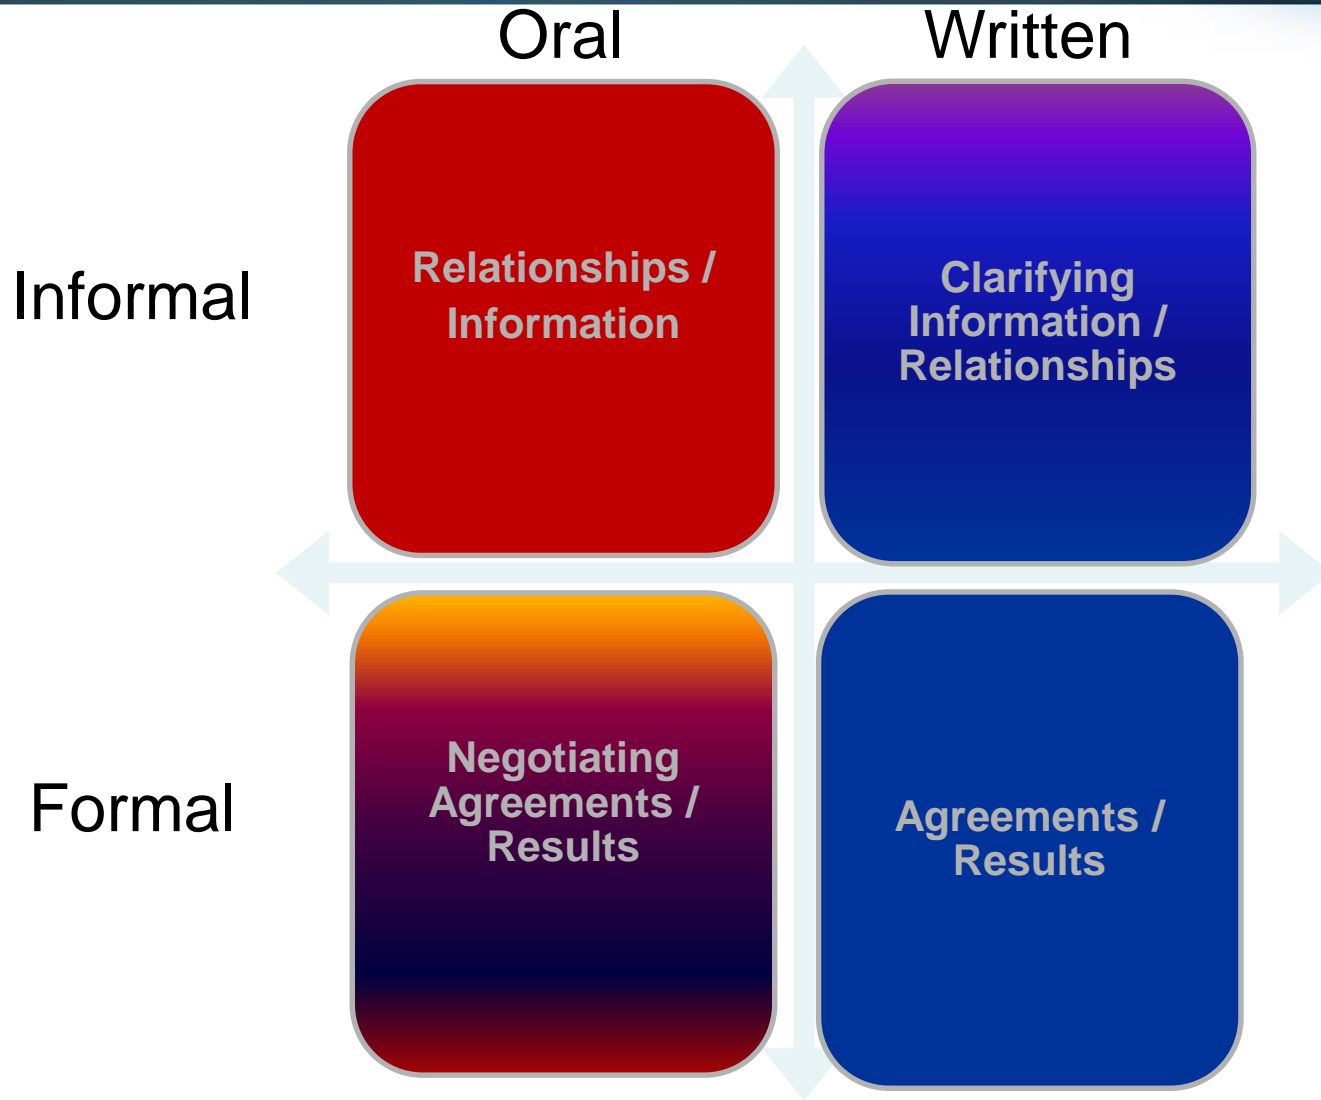 Oral
Written
Informal
Relationships /
Information
Clarifying
Information /
Relationships
Formal
Negotiating
Agreements /
Results
Agreements /
Results